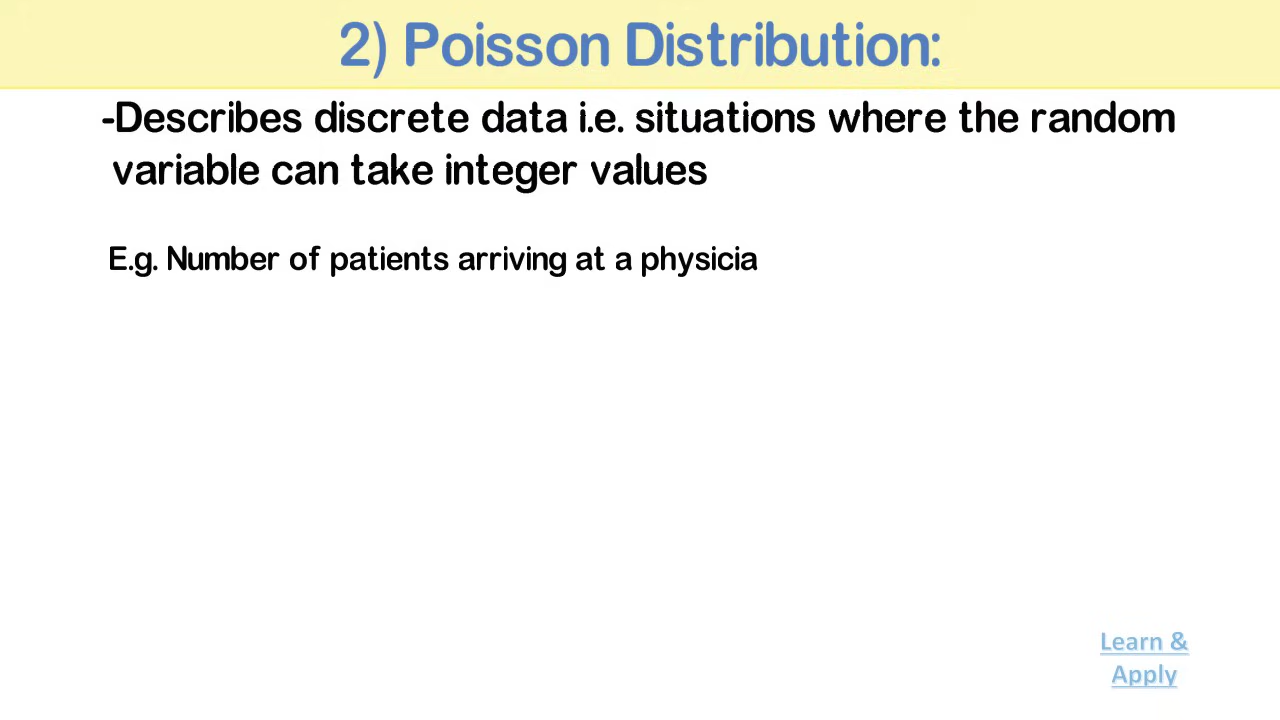 2) Poisson Distribution:
-Describes discrete data i.e. situations where the random
variable can take integer values
E.g. Number of patients arriving at a physicia
Learn &
Apply